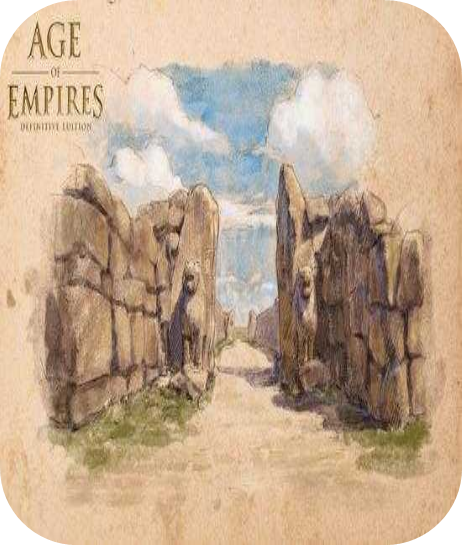 AGE
OF
EMPIRES
DEFINITIVE EDITION